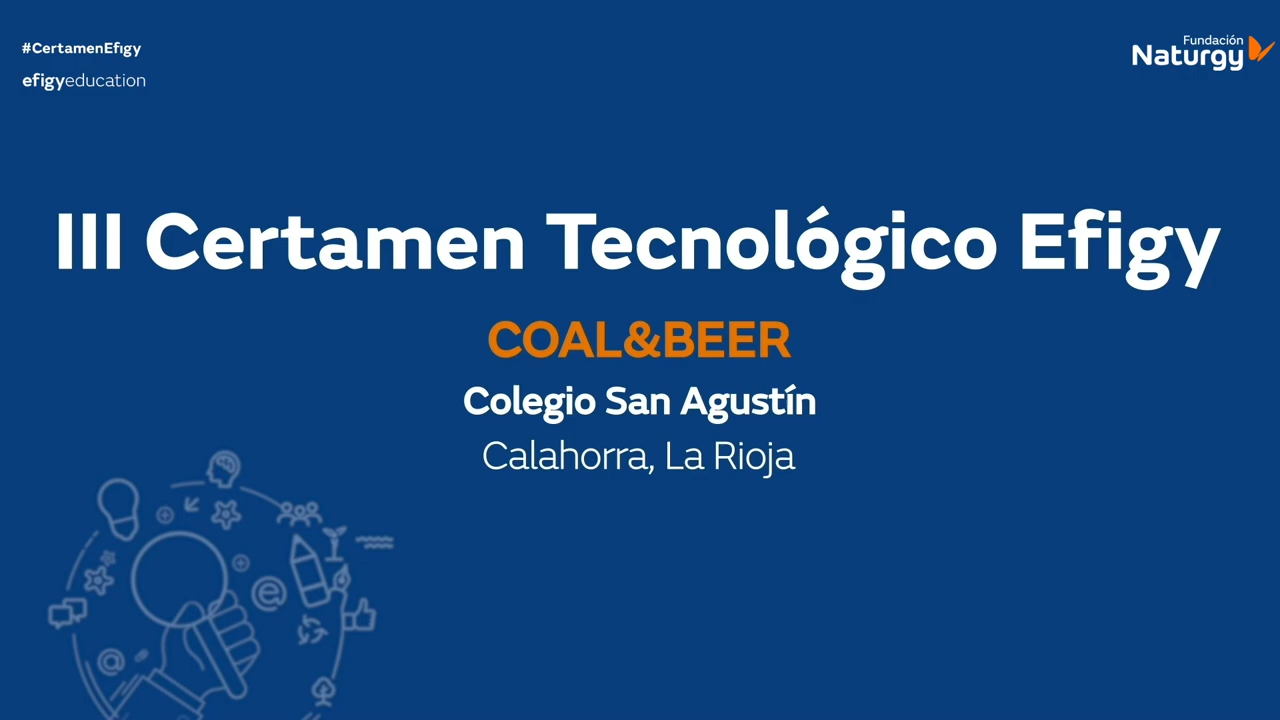 #CertamenEfigy
efigyeducation
Fundación
Naturgy
III Certamen Tecnológico Efigy
COAL&BEER
Colegio San Agustín
Calahorra, La Rioja